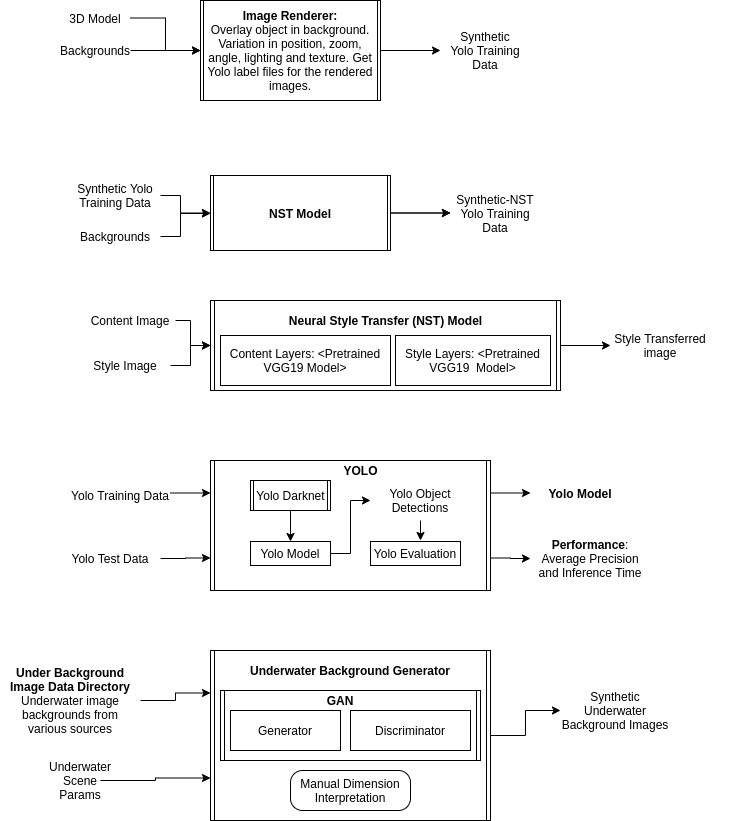 3D Model
Backgrounds
Image Renderer:
Overlay object in background.
Variation in position, zoom,
angle, lighting and texture. Get
Yolo label files for the rendered
images.
Synthetic
Yolo Training
Data
Synthetic Yolo
Training Data
Backgrounds
NST Model
Synthetic-NST
Yolo Training
Data
Content Image
Style Image
Neural Style Transfer (NST) Model
Content Layers: <Pretrained
VGG19 Model>
Style Layers: <Pretrained
VGG19 Model>
Style Transferred
image
Yolo Training Data
Yolo Test Data
YOLO
Yolo Darknet
Yolo Model
Yolo Object
Detections
Yolo Evaluation
Yolo Model
Performance:
Average Precision
and Inference Time
Under Background
Image Data Directory
Underwater image
backgrounds from
various sources
Underwater
Scene
Params
Underwater Background Generator
GAN
Generator
Discriminator
Manual Dimension
Interpretation
Synthetic
Underwater
Background Images